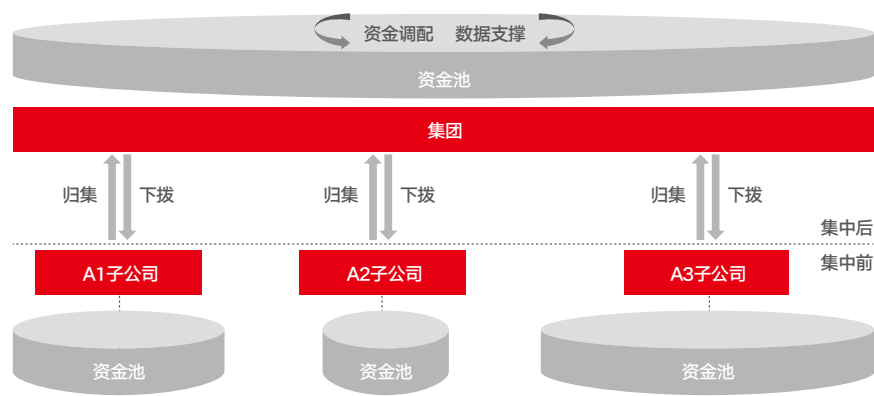 资金调配 数据支撑
资金池
集团
归集 下拨 归集 下拨 归集 下拨
集中后
A1子公司 A2子公司 A3子公司 集中前
资金池 资金池 资金池